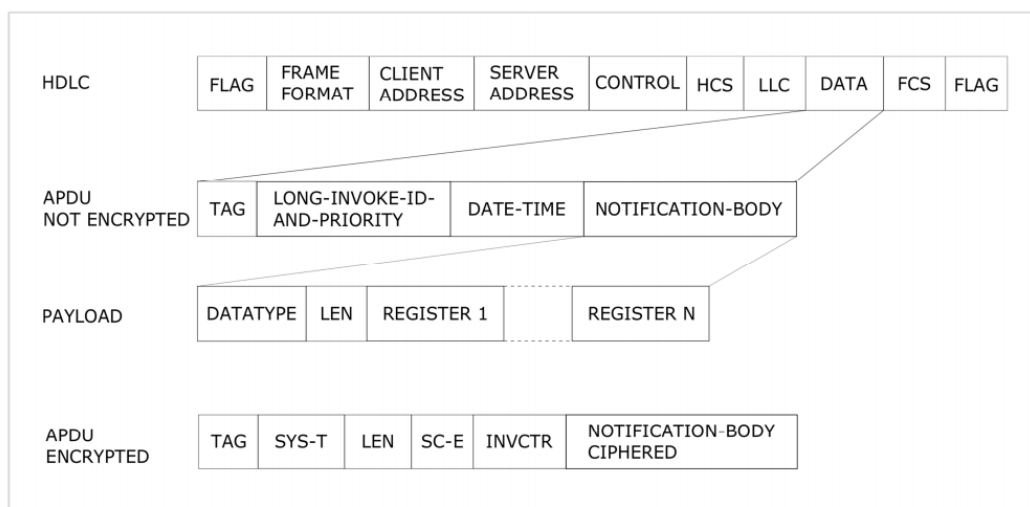 HDLC
FLAG
FRAME
FORMAT
CLIENT
ADDRESS
SERVER
ADDRESS
CONTROL
HCS
LLC
DATA
FCS
FLAG
APDU
NOT ENCRYPTED
TAG
LONG-INVOKE-ID-
AND-PRIORITY
DATE-TIME
NOTIFICATION-BODY
PAYLOAD
DATATYPE
LEN
REGISTER 1
REGISTER N
APDU
ENCRYPTED
TAG
SYS-T
LEN
SC-E
INVCTR
NOTIFICATION-BODY
CIPHERED